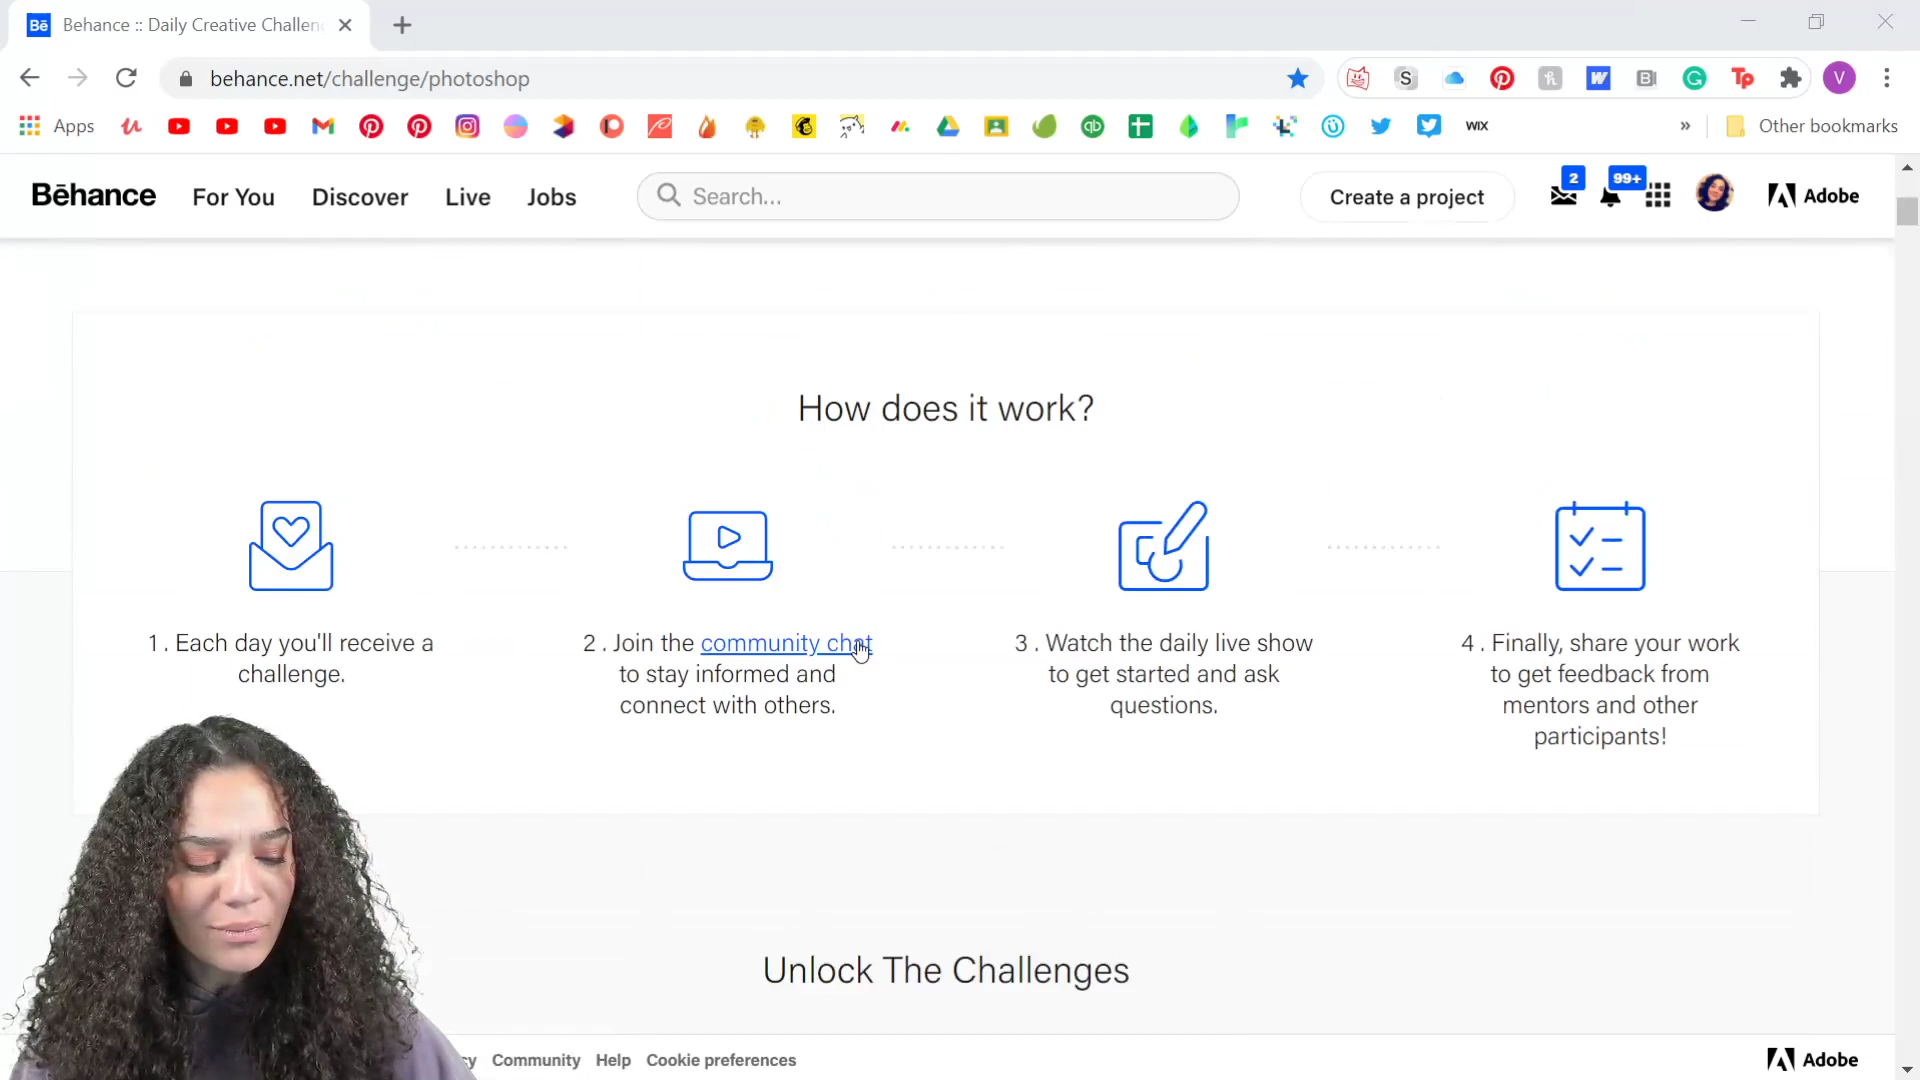 Bē Behance :: Daily Creative Challen
behance.net/challenge/photoshop
V
Apps
WIX
Other bookmarks
Bēhance For You Discover Live Jobs
Search...
Create a project
2
99+
Adobe
How does it work?
1. Each day you'll receive a
challenge.
2. Join the community chat
to stay informed and
connect with others.
3. Watch the daily live show
to get started and ask
questions.
4. Finally, share your work
to get feedback from
mentors and other
participants!
Unlock The Challenges
Community Help Cookie preferences
Adobe